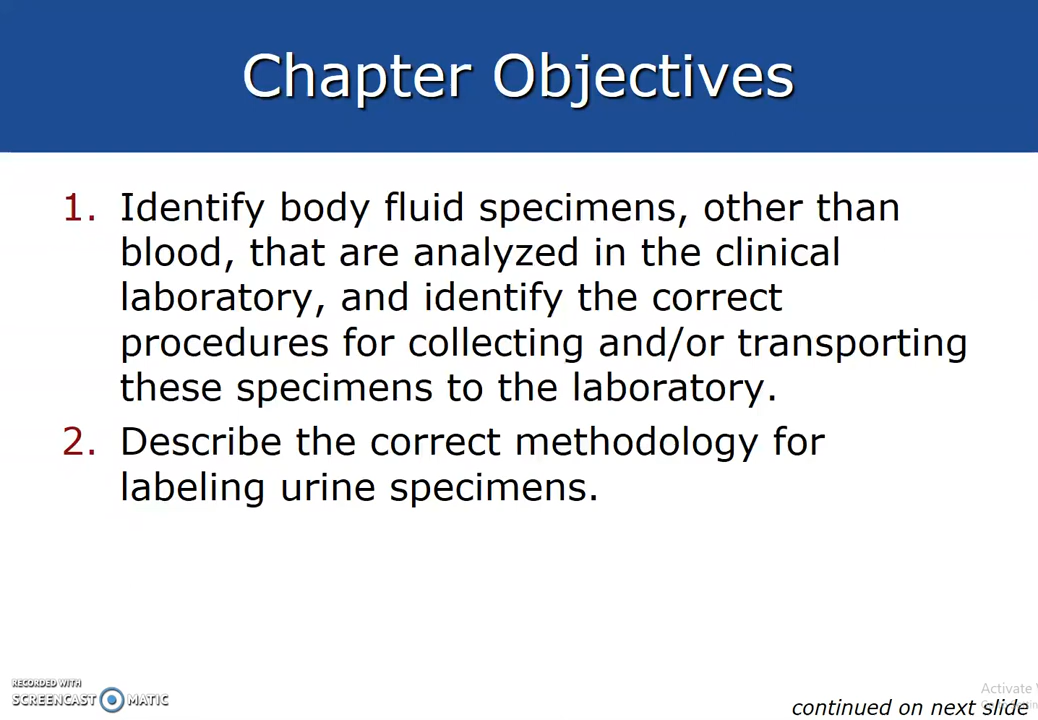 Chapter Objectives
1. Identify body fluid specimens, other than
blood, that are analyzed in the clinical
laboratory, and identify the correct
procedures for collecting and/or transporting
these specimens to the laboratory.
2. Describe the correct methodology for
labeling urine specimens.
RECORDED WITH
SCREENCAST MATIC
Activate
continued on next slide